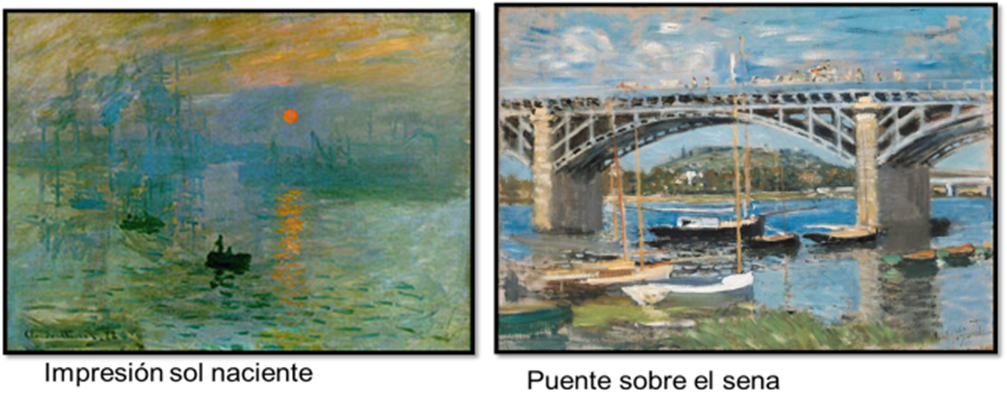 Impresión sol naciente
Puente sobre el sena